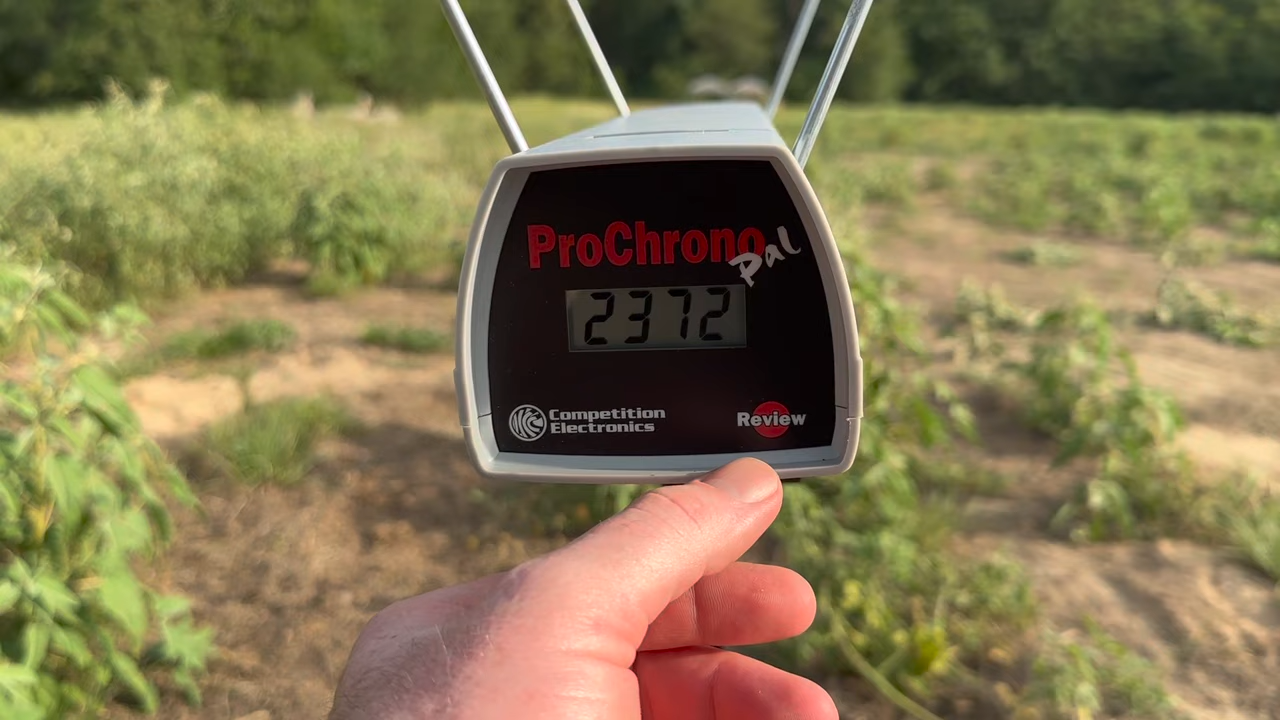 ProChrono
Pal
2372
Competition
Electronics
Review